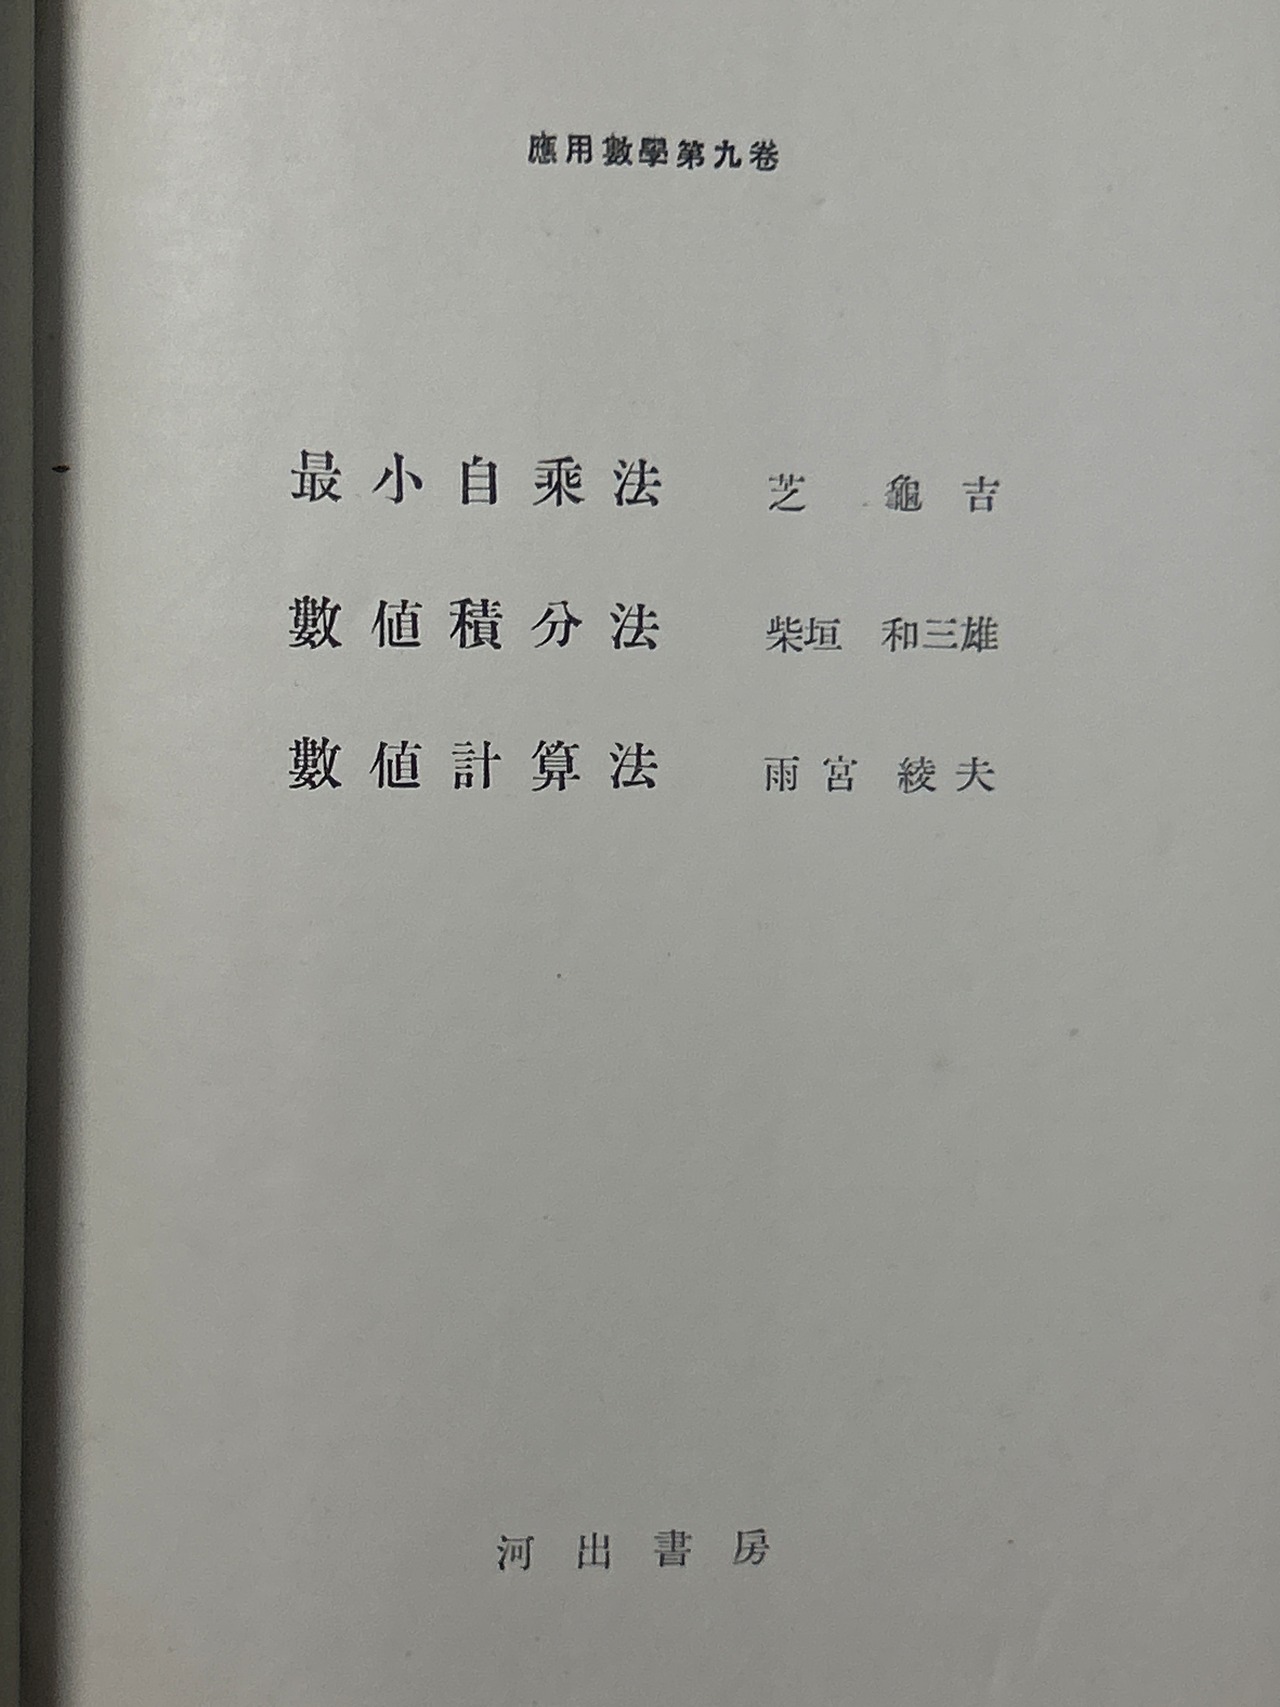 應用數學第九卷
最小自乘法 芝 龜吉
數値積分法 柴垣 和三雄
數値計算法 雨宮 綾夫
河出書房